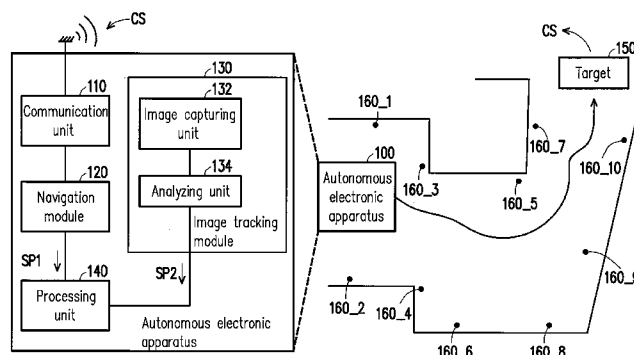 CS
110
Communication
unit
120
Navigation
module
SP1
140
Processing
unit
130
132
Image capturing
unit
134
Analyzing unit
Image tracking
module
SP2
Autonomous electronic
apparatus
100
Autonomous
electronic
apparatus
CS
150
Target
160_1
160_2
160_3
160_4
160_5
160_6
160_7
160_8
160_9
160_10